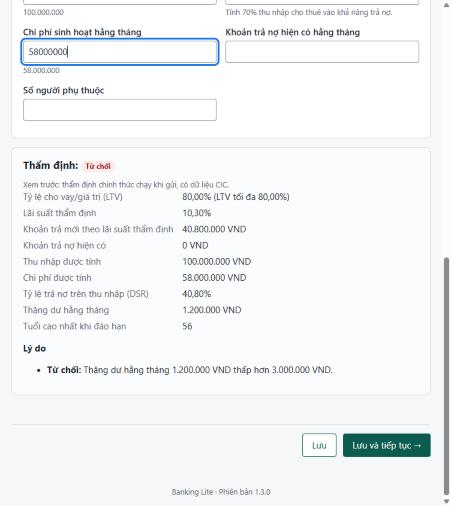 100.000.000
Tính 70% thu nhập cho thuê vào khả năng trả nợ.
Chi phí sinh hoạt hằng tháng
Khoản trả nợ hiện có hằng tháng
58000000
58.000.000
Số người phụ thuộc
Thẩm định: Từ chối
Xem trước: thẩm định chính thức chạy khi gửi, có dữ liệu CIC.
Tỷ lệ cho vay/giá trị (LTV) 80,00% (LTV tối đa 80,00%)
Lãi suất thẩm định 10,30%
Khoản trả mới theo lãi suất thẩm định 40.800.000 VND
Khoản trả nợ hiện có 0 VND
Thu nhập được tính 100.000.000 VND
Chi phí được tính 58.000.000 VND
Tỷ lệ trả nợ trên thu nhập (DSR) 40,80%
Thặng dư hằng tháng 1.200.000 VND
Tuổi cao nhất khi đáo hạn 56
Lý do
• Từ chối: Thặng dư hằng tháng 1.200.000 VND thấp hơn 3.000.000 VND.
Lưu
Lưu và tiếp tục →
Banking Lite · Phiên bản 1.3.0